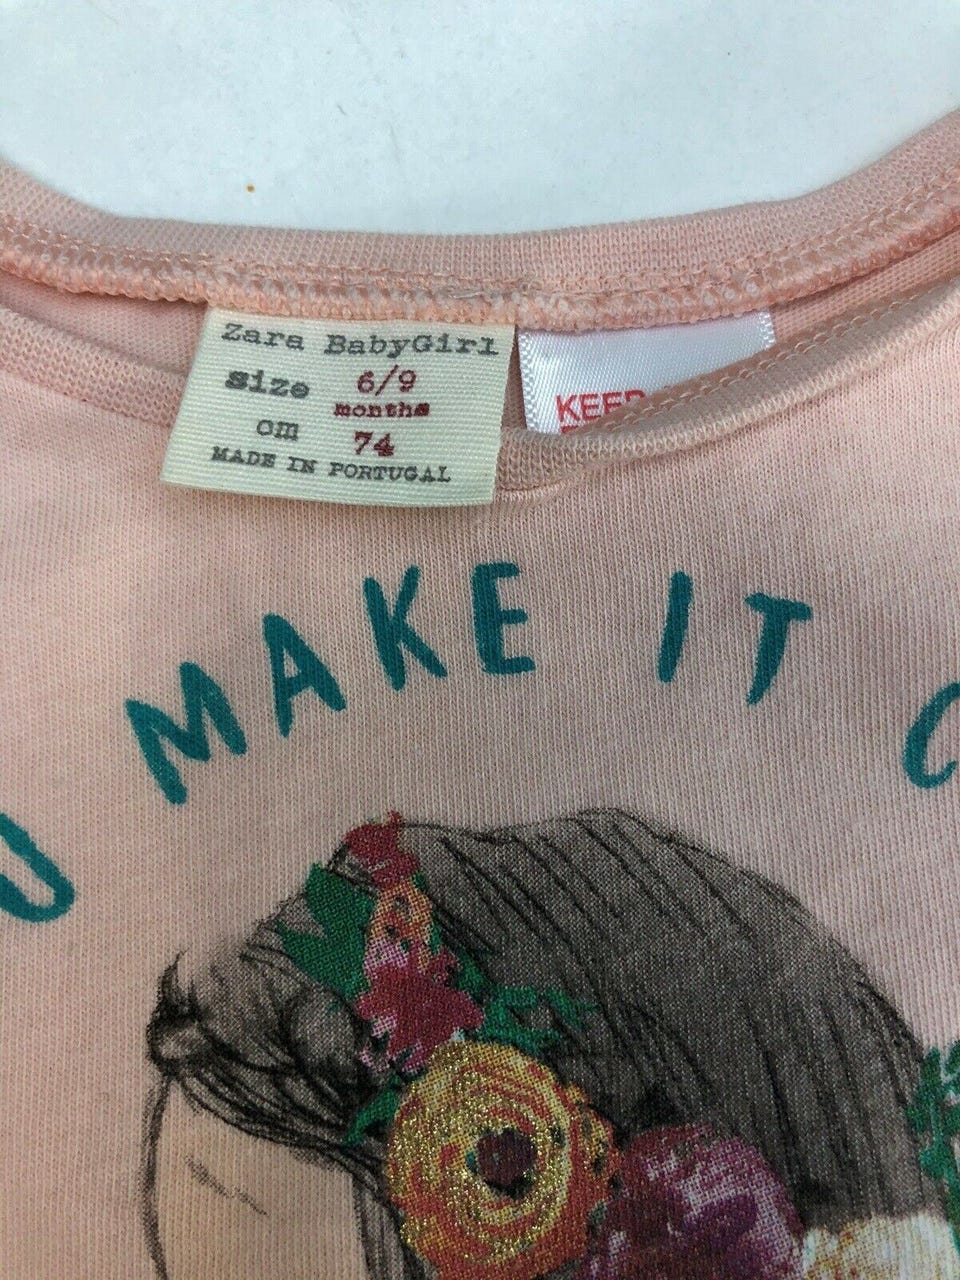 Zara BabyGirl
size 6/9
months
cm 74
MADE IN PORTUGAL
KEEP
MAKE IT